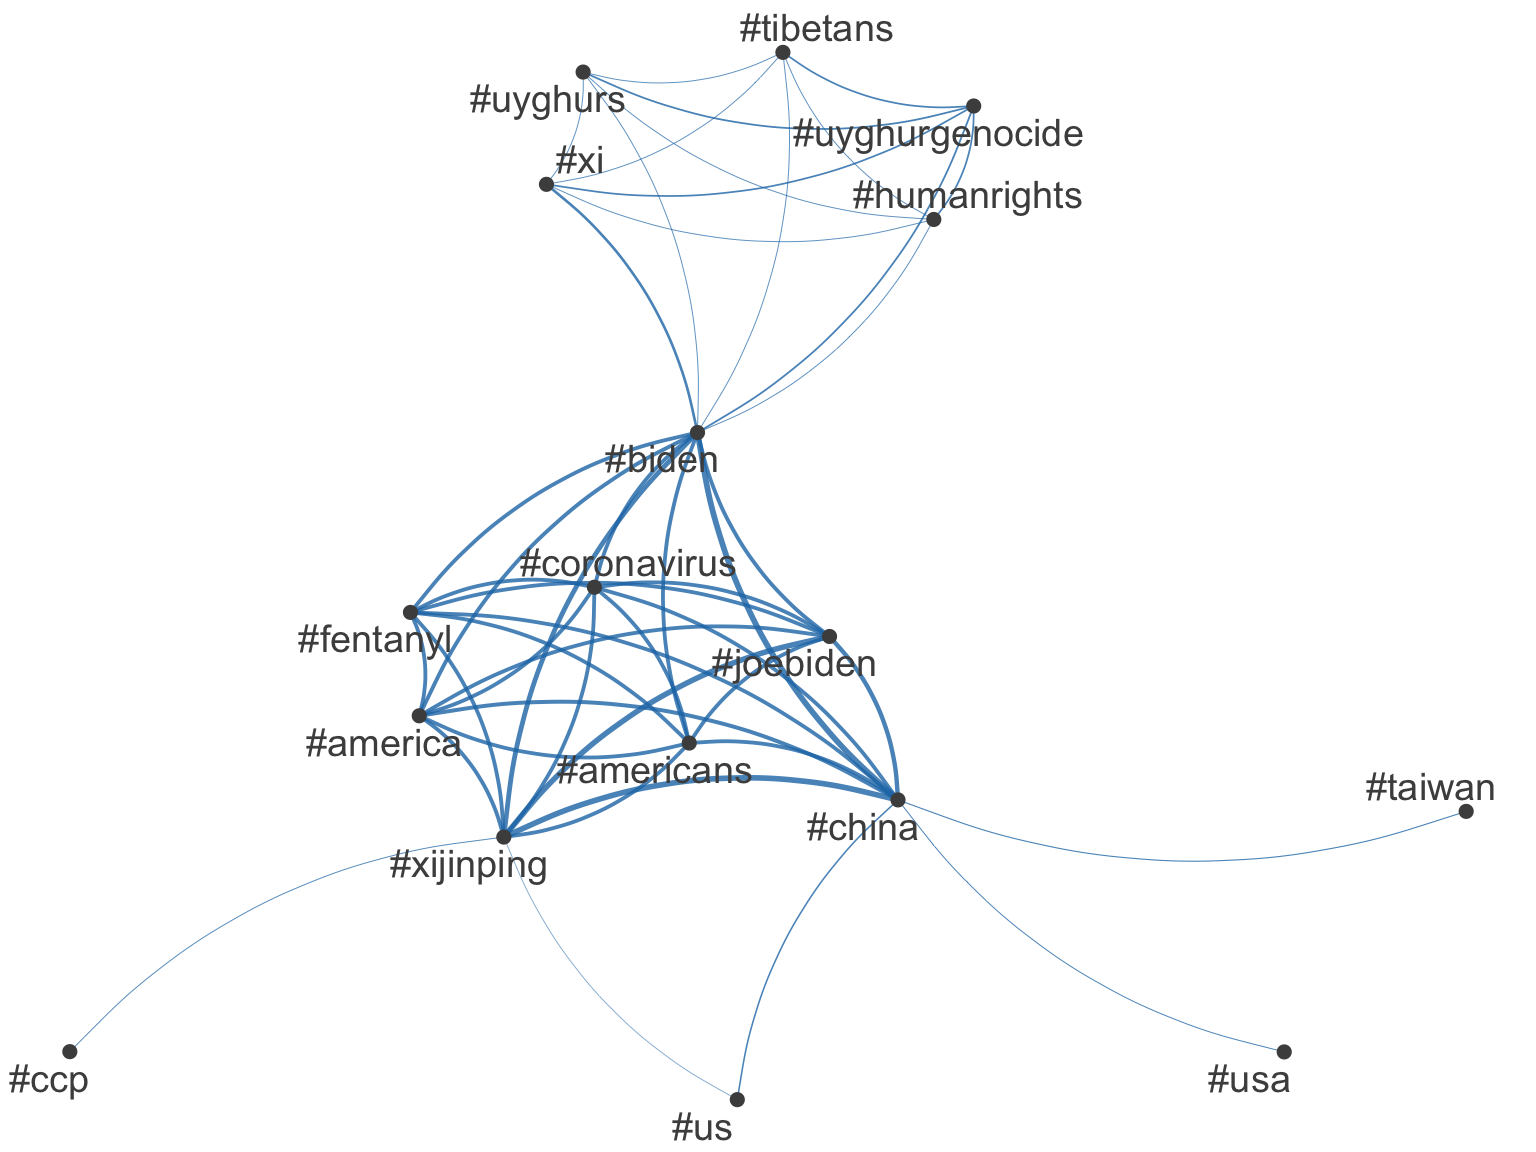 #tibetans
#uyghurs
#uyghurgenocide
#xi
#humanrights
#biden
#coronavirus
#fentanyl
#joebiden
#america
#americans
#taiwan
#china
#xijinping
#ccp
#usa
#us